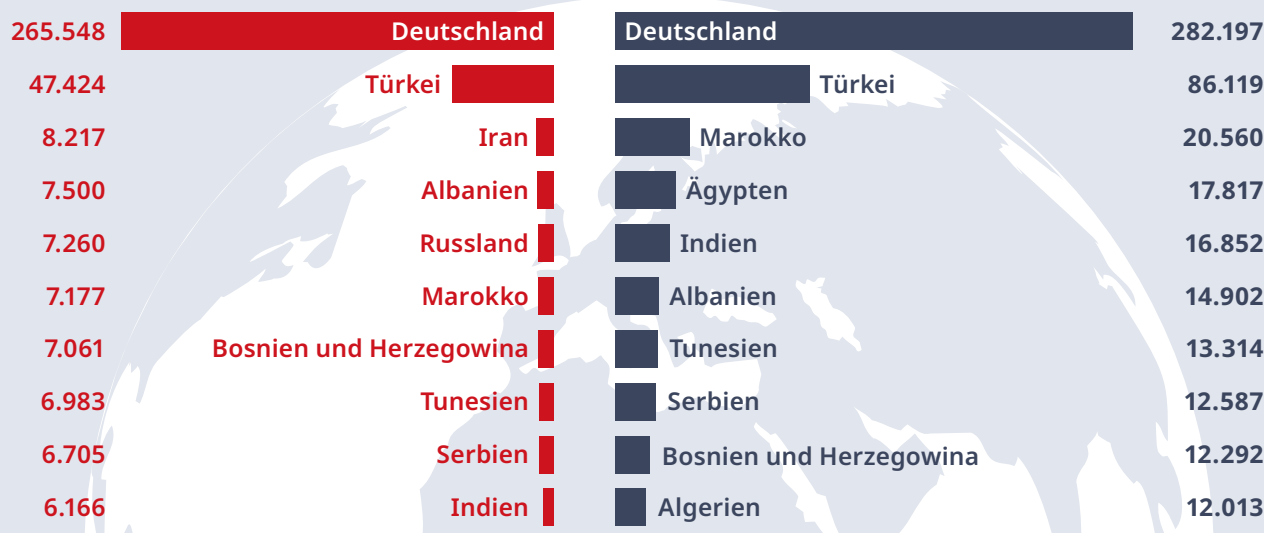 265.548 Deutschland Deutschland 282.197
47.424 Türkei Türkei 86.119
8.217 Iran Marokko 20.560
7.500 Albanien Ägypten 17.817
7.260 Russland Indien 16.852
7.177 Marokko Albanien 14.902
7.061 Bosnien und Herzegowina Tunesien 13.314
6.983 Tunesien Serbien 12.587
6.705 Serbien Bosnien und Herzegowina 12.292
6.166 Indien Algerien 12.013